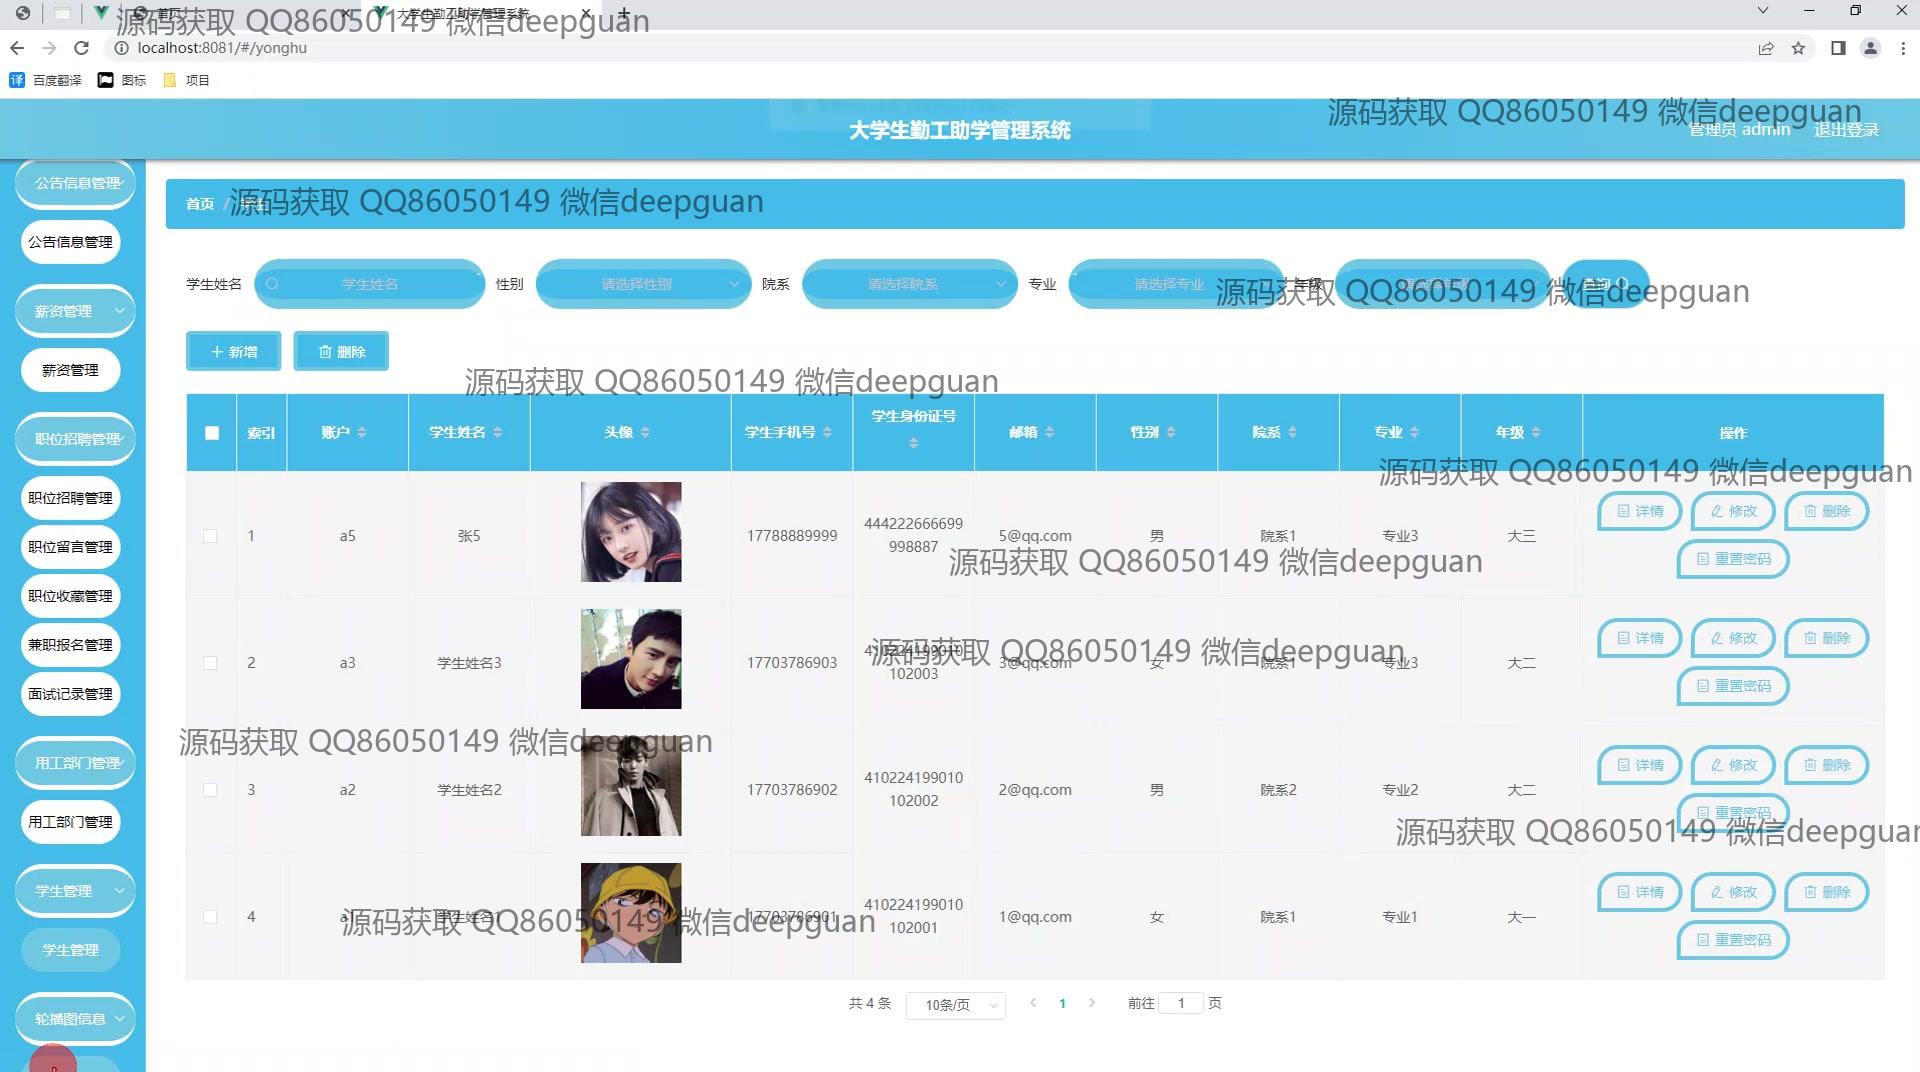 首页
大学生勤工助学管理系统
源码获取 QQ86050149 微信deepguan
localhost:8081/#/yonghu
百度翻译 图标 项目
源码获取 QQ86050149 微信deepguan
大学生勤工助学管理系统
管理员 admin 退出登录
公告信息管理
公告信息管理
薪资管理
薪资管理
职位招聘管理
职位招聘管理
职位留言管理
职位收藏管理
兼职报名管理
面试记录管理
用工部门管理
用工部门管理
学生管理
学生管理
轮播图信息
首页 / 学生
源码获取 QQ86050149 微信deepguan
学生姓名 学生姓名 性别 请选择性别 院系 请选择院系 专业 请选择专业 年级 查询
源码获取 QQ86050149 微信deepguan
新增 删除
源码获取 QQ86050149 微信deepguan
索引 账户 学生姓名 头像 学生手机号 学生身份证号 邮箱 性别 院系 专业 年级 操作
源码获取 QQ86050149 微信deepguan
1 a5 张5 17788889999 444222666699998887 5@qq.com 男 院系1 专业3 大三 详情 修改 删除
重置密码
源码获取 QQ86050149 微信deepguan
2 a3 学生姓名3 17703786903 410224199010102003 3@qq.com 女 院系1 专业3 大二 详情 修改 删除
重置密码
源码获取 QQ86050149 微信deepguan
源码获取 QQ86050149 微信deepguan
3 a2 学生姓名2 17703786902 410224199010102002 2@qq.com 男 院系2 专业2 大二 详情 修改 删除
重置密码
源码获取 QQ86050149 微信deepguan
4 a1 学生姓名1 17703786901 410224199010102001 1@qq.com 女 院系1 专业1 大一 详情 修改 删除
重置密码
源码获取 QQ86050149 微信deepguan
共 4 条 10条/页 1 前往 1 页